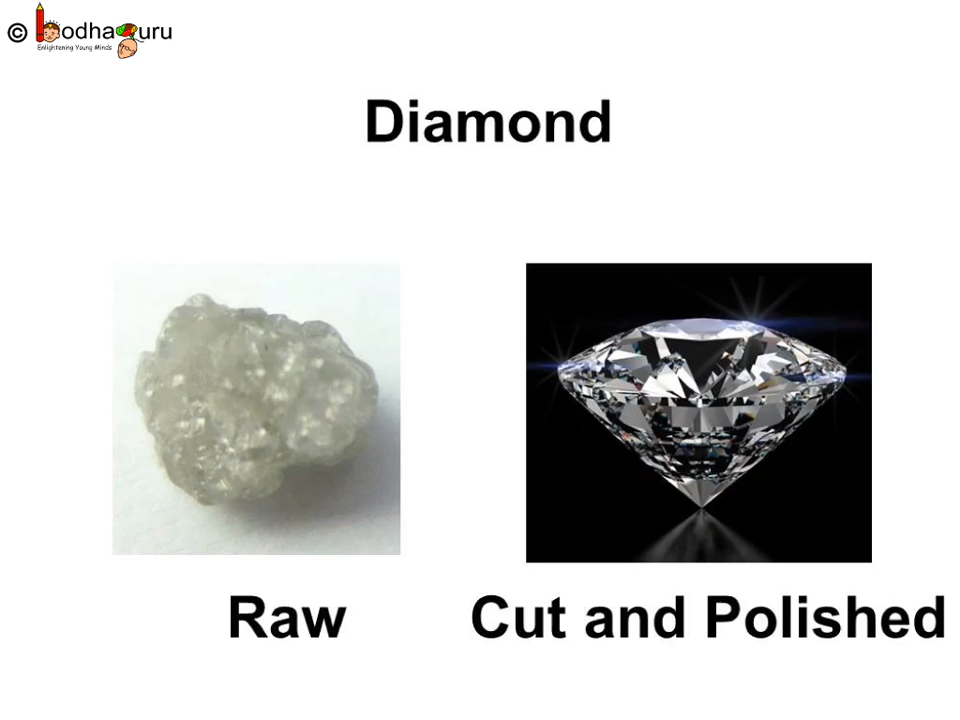 © BodhaGuru
Enlightening Young Minds
Diamond
Raw
Cut and Polished